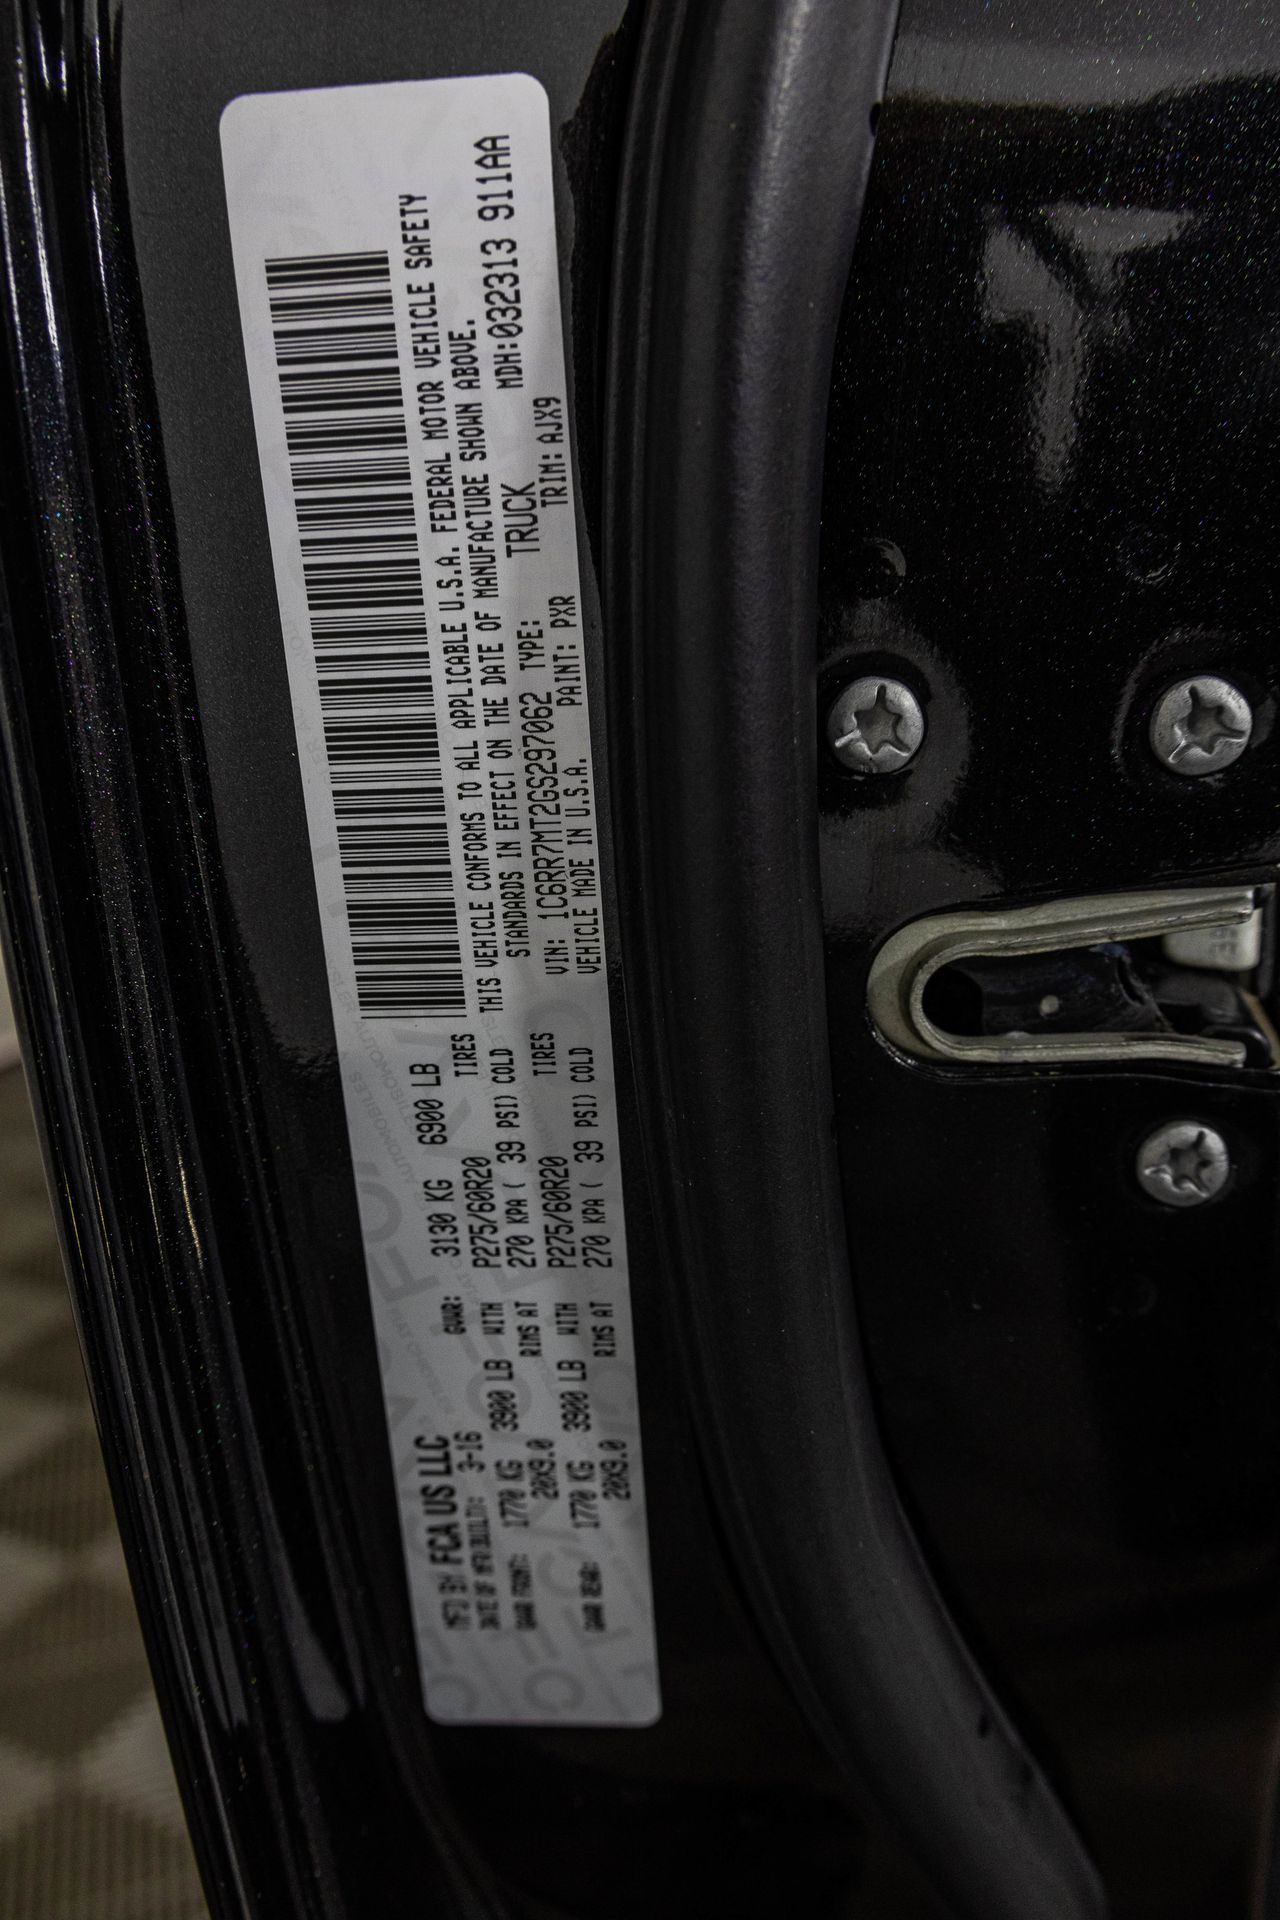 MFD BY FCA US LLC
DATE OF MFR(BUILT): 3-16
GVWR: 3130 KG 6900 LB
GAWR FRONT: 1770 KG 3900 LB WITH P275/60R20 TIRES
20X9.0 RIMS AT 270 KPA ( 39 PSI) COLD
GAWR REAR: 1770 KG 3900 LB WITH P275/60R20 TIRES
20X9.0 RIMS AT 270 KPA ( 39 PSI) COLD
THIS VEHICLE CONFORMS TO ALL APPLICABLE U.S.A. FEDERAL MOTOR VEHICLE SAFETY
STANDARDS IN EFFECT ON THE DATE OF MANUFACTURE SHOWN ABOVE.
VIN: 1C6RR7MT2GS297062 TYPE: TRUCK MDH:032313 911AA
VEHICLE MADE IN U.S.A. PAINT: PXR TRIM: AJX9